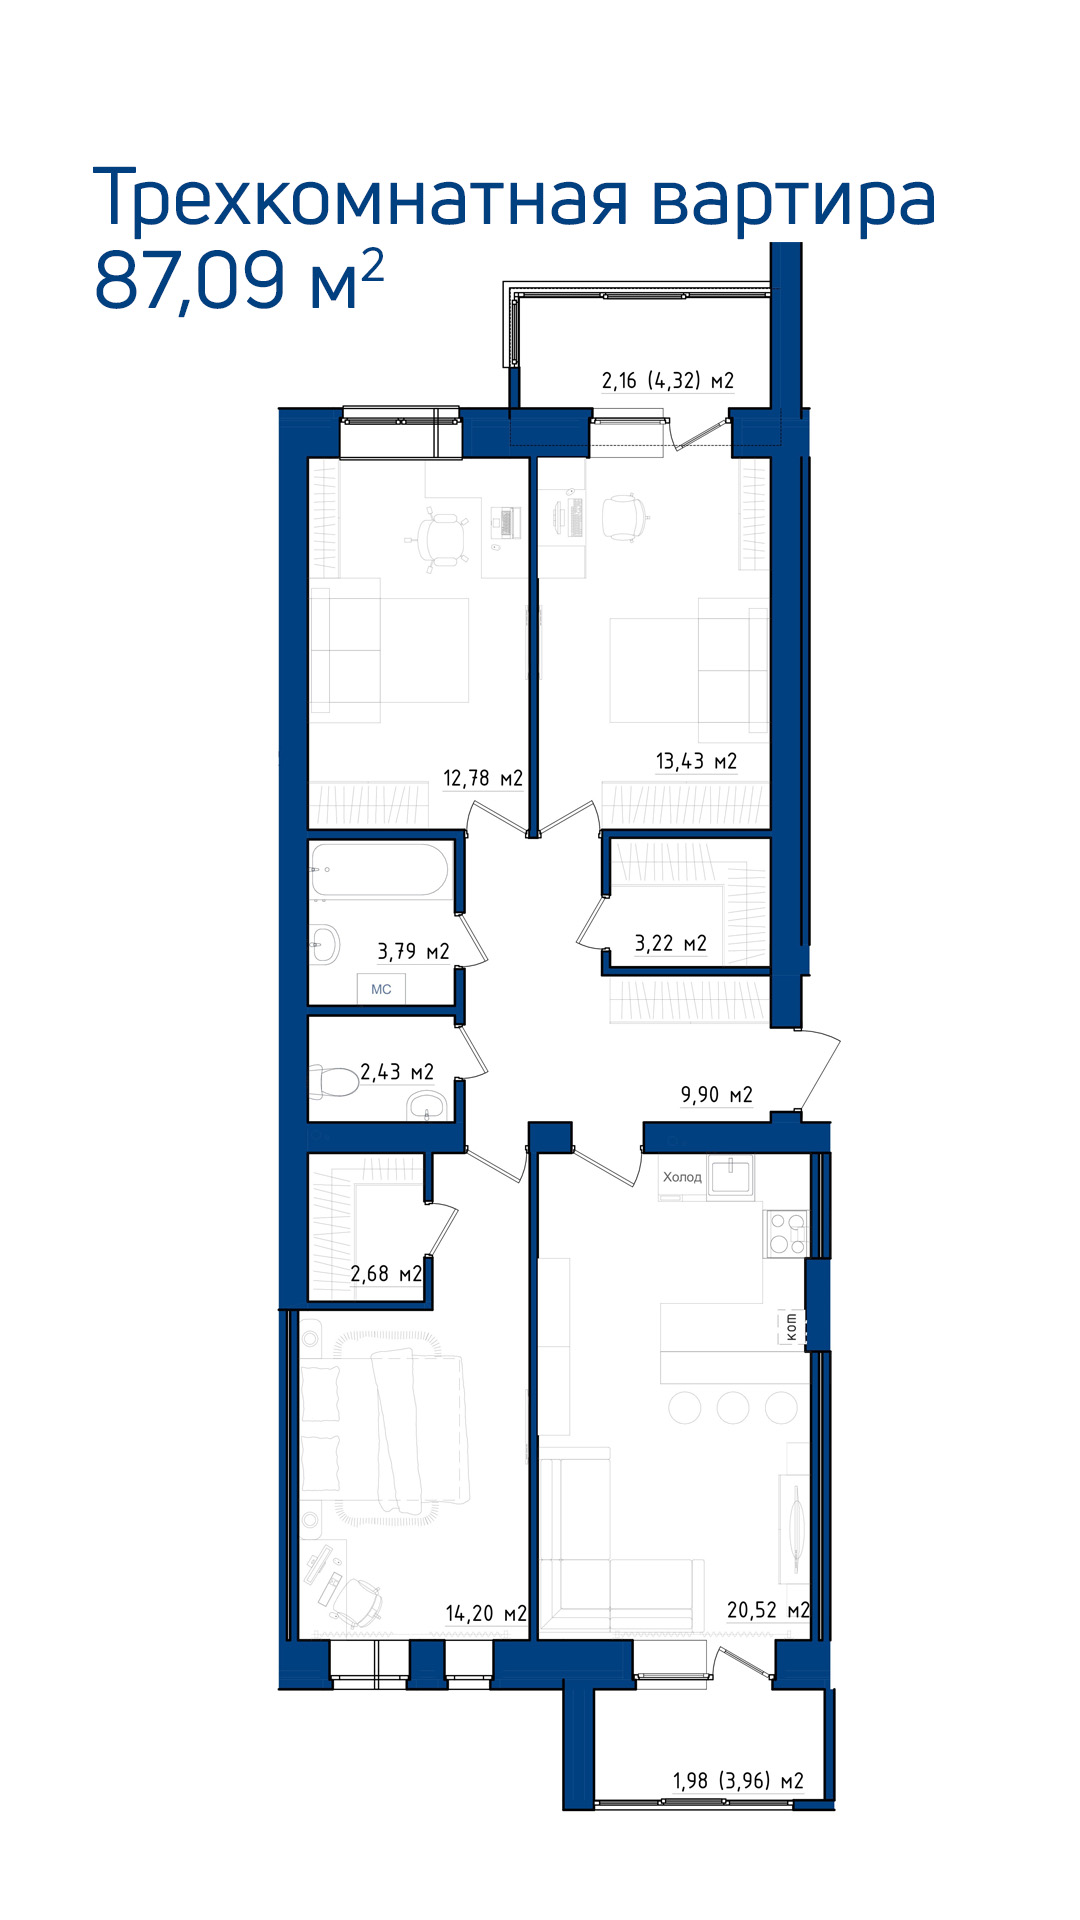 Трехкомнатная вартира
87,09 м²
2,16 (4,32) м2
12,78 м2
13,43 м2
3,79 м2
3,22 м2
МС
2,43 м2
9,90 м2
Холод
2,68 м2
кот
14,20 м2
20,52 м2
1,98 (3,96) м2